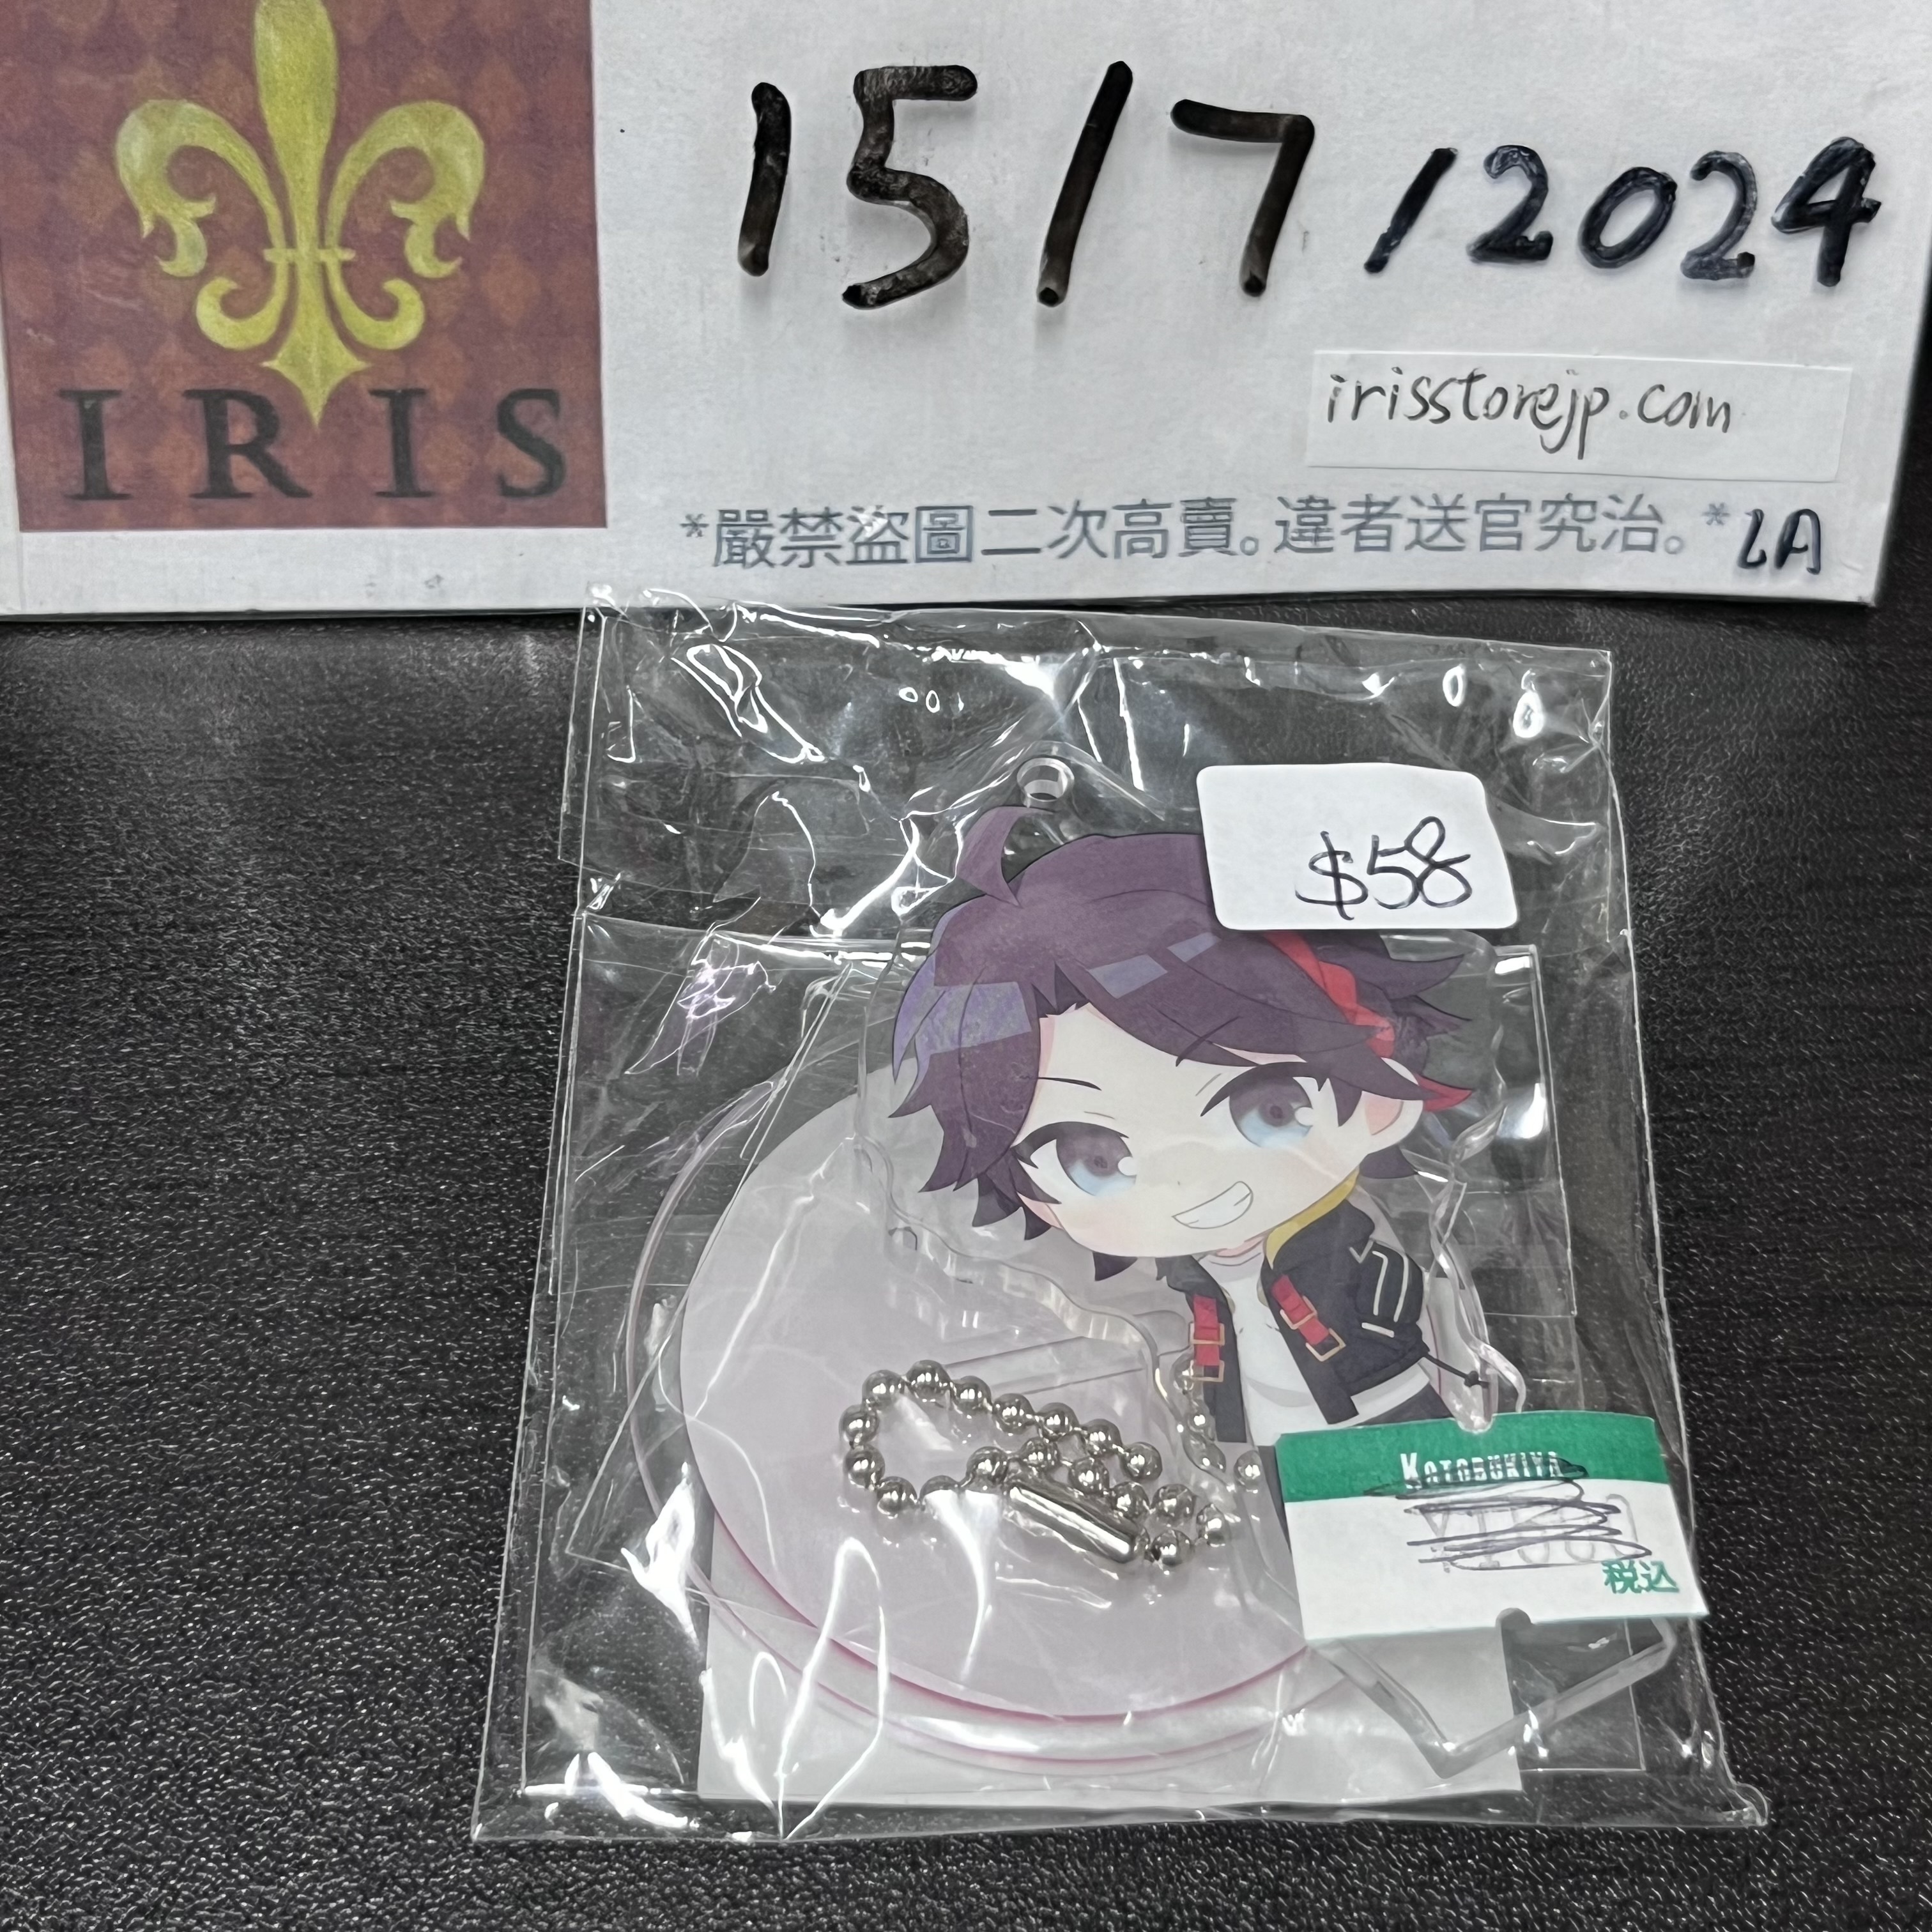 15/7/2024
IRIS
irisstorejp.com
*嚴禁盜圖二次高賣。違者送官究治。* LA
$58
KOTOBUKIYA
税込